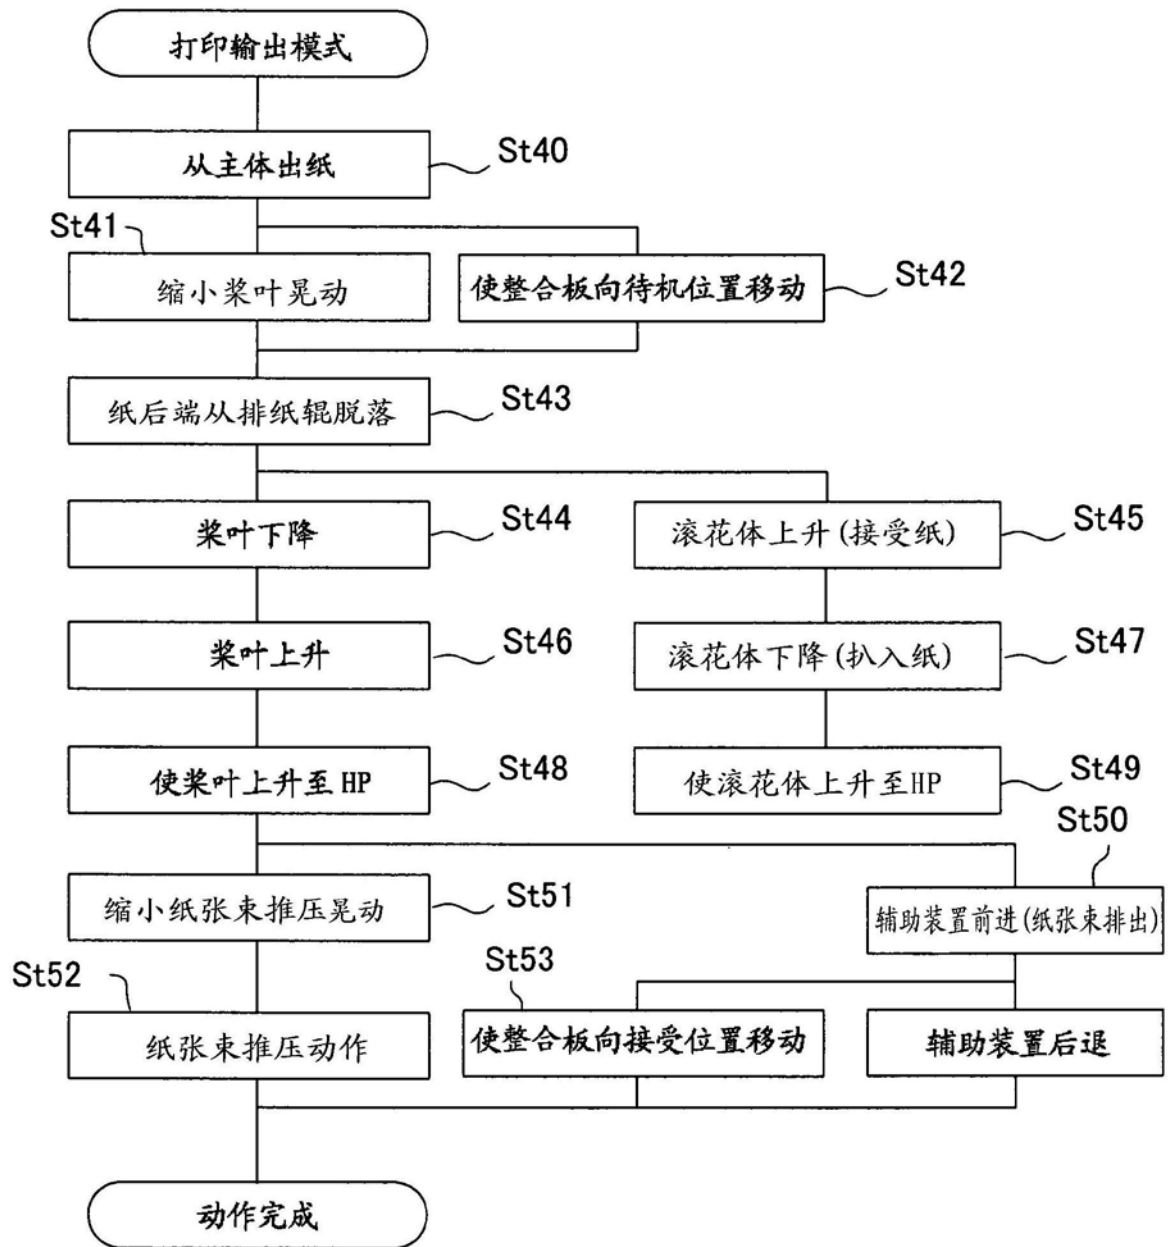 打印输出模式
从主体出纸
St40
St41
缩小桨叶晃动
使整合板向待机位置移动
St42
纸后端从排纸辊脱落
St43
桨叶下降
St44
滚花体上升(接受纸)
St45
桨叶上升
St46
滚花体下降(扒入纸)
St47
使桨叶上升至HP
St48
使滚花体上升至HP
St49
St50
缩小纸张束推压晃动
St51
辅助装置前进(纸张束排出)
St52
St53
纸张束推压动作
使整合板向接受位置移动
辅助装置后退
动作完成